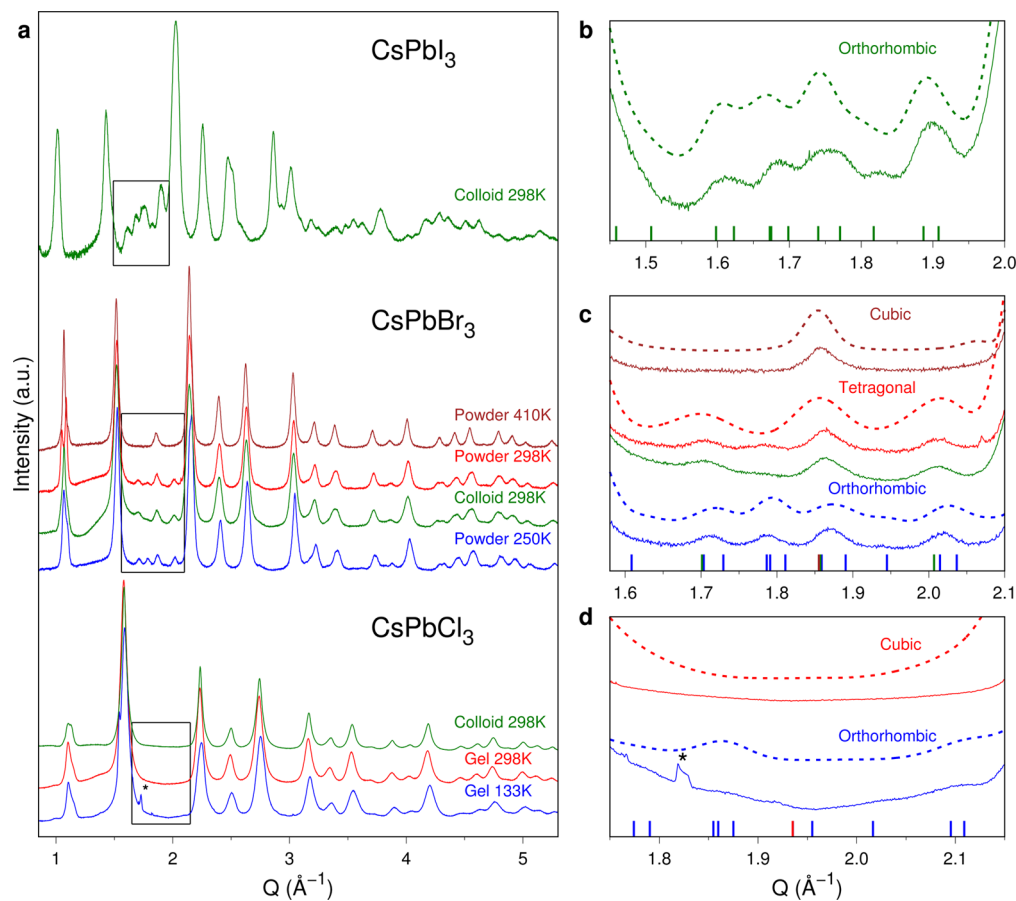 a
CsPbI3
Colloid 298K
CsPbBr3
Powder 410K
Powder 298K
Colloid 298K
Powder 250K
CsPbCl3
Colloid 298K
Gel 298K
*
Gel 133K
1 2 3 4 5
Q (Å−1)
Intensity (a.u.)
b
Orthorhombic
1.5 1.6 1.7 1.8 1.9 2.0
c
Cubic
Tetragonal
Orthorhombic
1.6 1.7 1.8 1.9 2.0 2.1
d
Cubic
Orthorhombic
*
1.8 1.9 2.0 2.1
Q (Å−1)